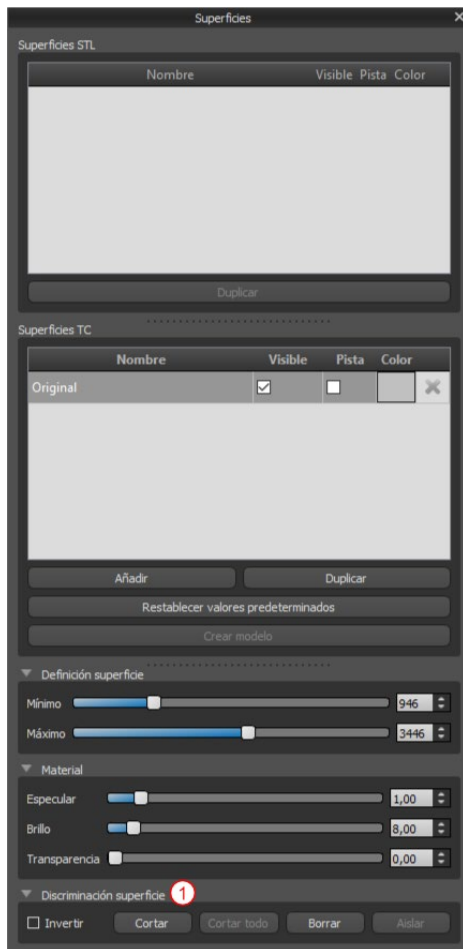 Superficies
Superficies STL
Nombre Visible Pista Color
Duplicar
Superficies TC
Nombre Visible Pista Color
Original
Añadir Duplicar
Restablecer valores predeterminados
Crear modelo
Definición superficie
Mínimo 946
Máximo 3446
Material
Especular 1,00
Brillo 8,00
Transparencia 0,00
Discriminación superficie 1
Invertir Cortar Cortar todo Borrar Aislar